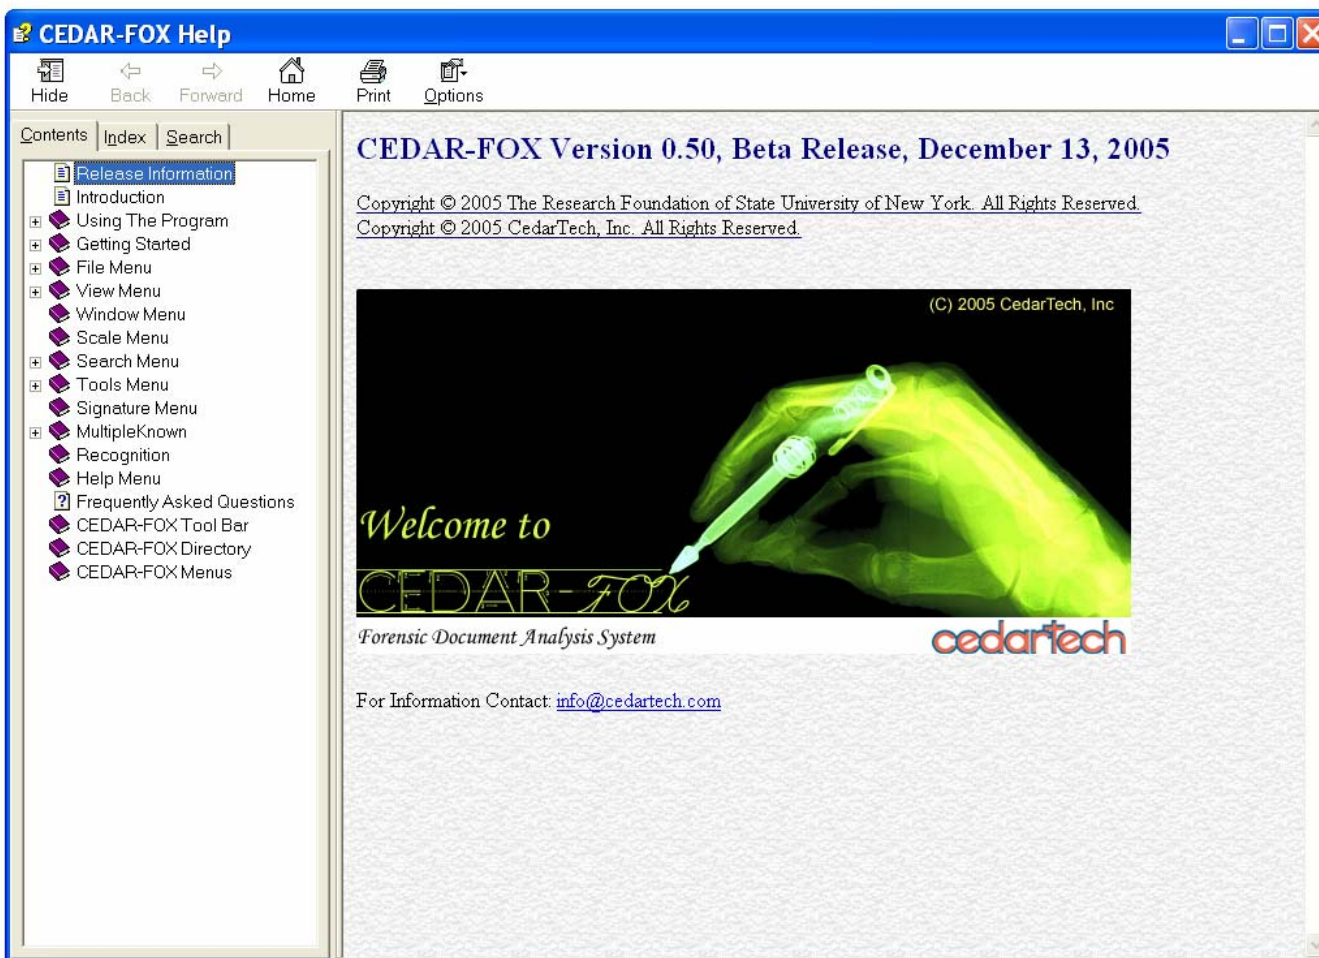 CEDAR-FOX Help
Hide Back Forward Home Print Options
Contents Index Search
Release Information
Introduction
Using The Program
Getting Started
File Menu
View Menu
Window Menu
Scale Menu
Search Menu
Tools Menu
Signature Menu
MultipleKnown
Recognition
Help Menu
Frequently Asked Questions
CEDAR-FOX Tool Bar
CEDAR-FOX Directory
CEDAR-FOX Menus
CEDAR-FOX Version 0.50, Beta Release, December 13, 2005
Copyright © 2005 The Research Foundation of State University of New York. All Rights Reserved.
Copyright © 2005 CedarTech, Inc. All Rights Reserved.
(C) 2005 CedarTech, Inc
Welcome to
CEDAR-FOX
Forensic Document Analysis System
cedartech
For Information Contact: info@cedartech.com